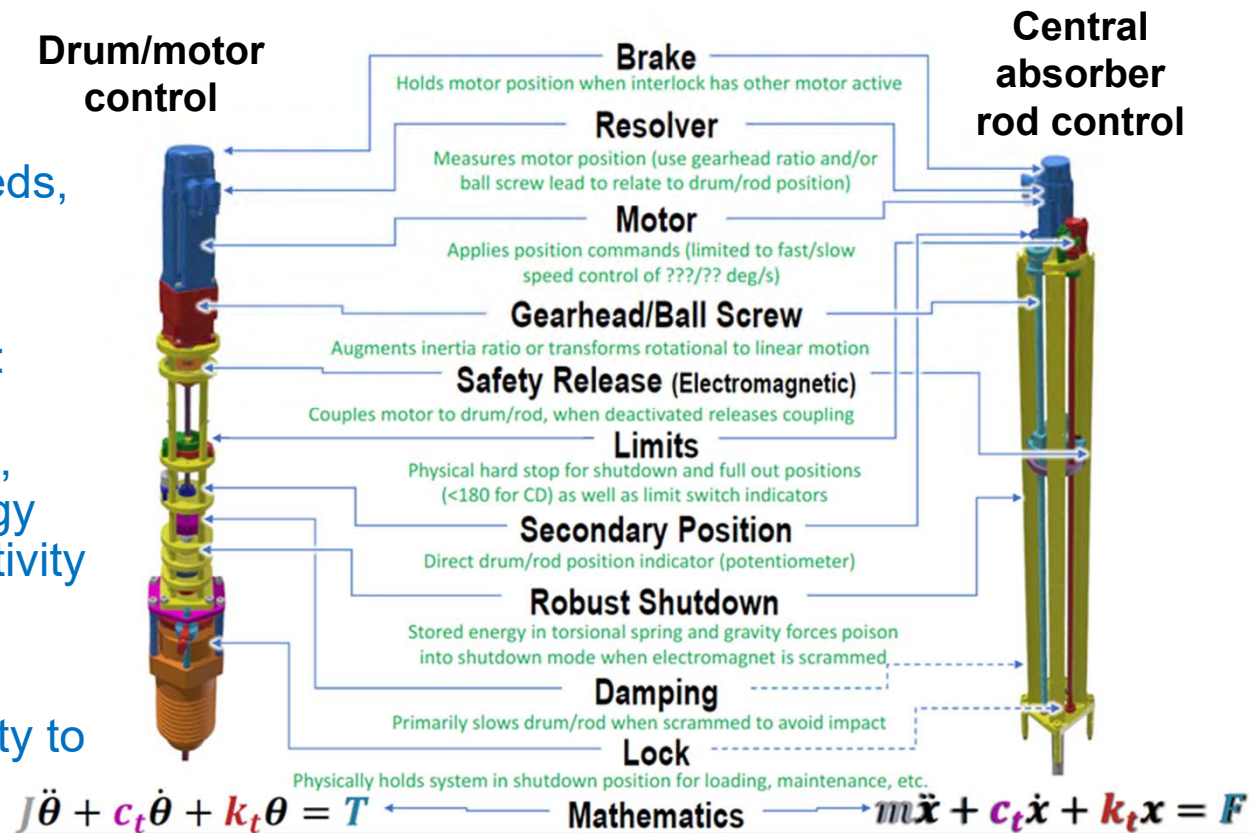 Drum/motor
control
Central
absorber
rod control
eds,
:
,
gy
tivity
ty to
Brake
Holds motor position when interlock has other motor active
Resolver
Measures motor position (use gearhead ratio and/or
ball screw lead to relate to drum/rod position)
Motor
Applies position commands (limited to fast/slow
speed control of ???/?? deg/s)
Gearhead/Ball Screw
Augments inertia ratio or transforms rotational to linear motion
Safety Release (Electromagnetic)
Couples motor to drum/rod, when deactivated releases coupling
Limits
Physical hard stop for shutdown and full out positions
(<180 for CD) as well as limit switch indicators
Secondary Position
Direct drum/rod position indicator (potentiometer)
Robust Shutdown
Stored energy in torsional spring and gravity forces poison
into shutdown mode when electromagnet is scrammed
Damping
Primarily slows drum/rod when scrammed to avoid impact
Lock
Physically holds system in shutdown position for loading, maintenance, etc.
Jθ̈ + c_tθ̇ + k_tθ = T
Mathematics
mẍ + c_tẋ + k_tx = F